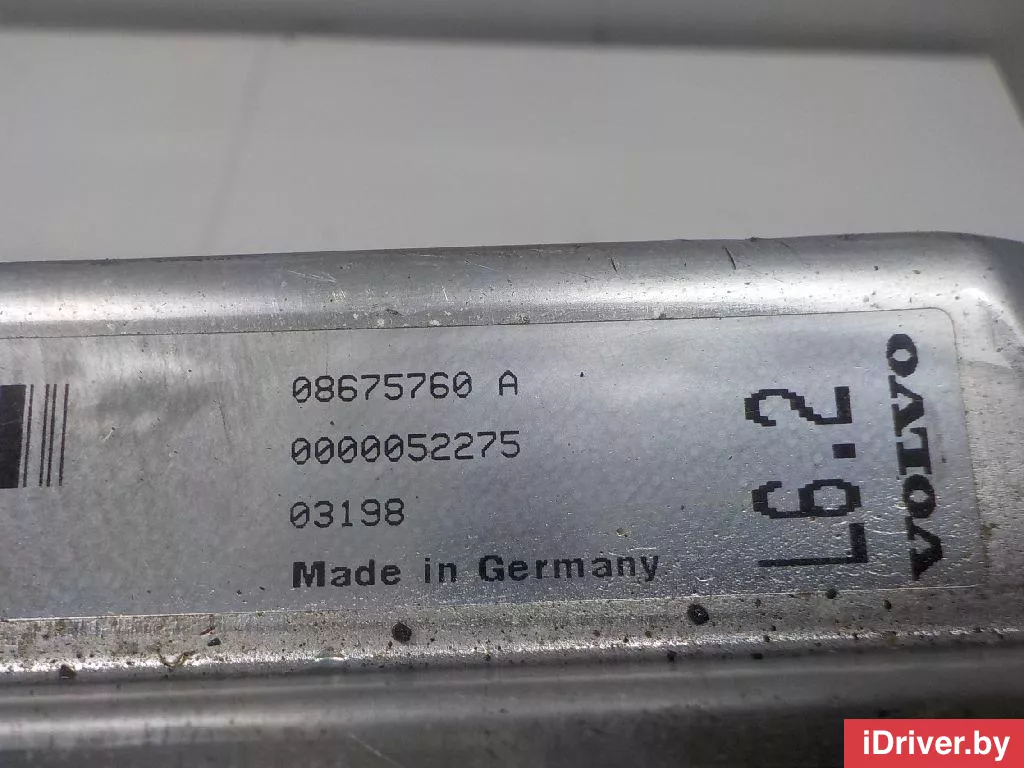 08675760 A
0000052275
03198
Made in Germany
L6:2
VOLVO
iDriver.by